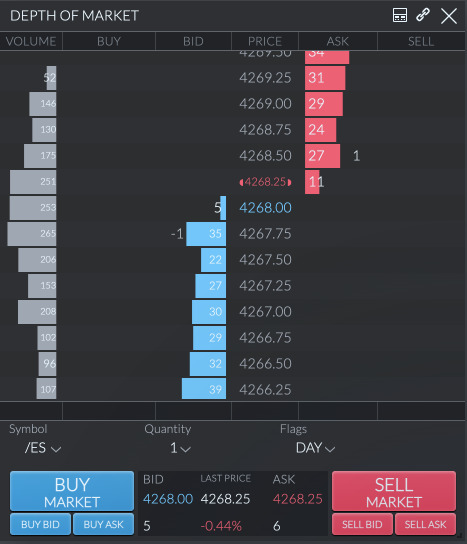 DEPTH OF MARKET
VOLUME BUY BID PRICE ASK SELL
4269.50 34
52 4269.25 31
146 4269.00 29
130 4268.75 24
175 4268.50 27 1
251 4268.25 11
253 5 4268.00
265 -1 35 4267.75
206 22 4267.50
153 27 4267.25
208 30 4267.00
102 29 4266.75
96 32 4266.50
107 39 4266.25
Symbol Quantity Flags
/ES 1 DAY
BUY MARKET
BUY BID BUY ASK
BID LAST PRICE ASK
4268.00 4268.25 4268.25
5 -0.44% 6
SELL MARKET
SELL BID SELL ASK